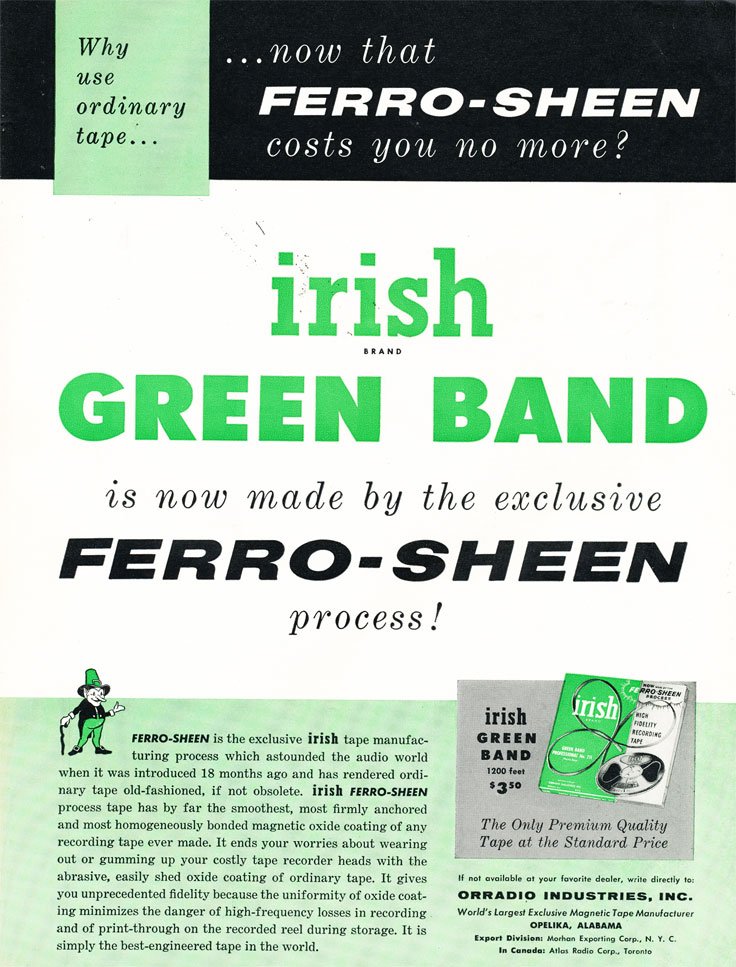 Why
use
ordinary
tape...
...now that
FERRO-SHEEN
costs you no more?
irish
BRAND
GREEN BAND
is now made by the exclusive
FERRO-SHEEN
process!
FERRO-SHEEN is the exclusive irish tape manufac-
turing process which astounded the audio world
when it was introduced 18 months ago and has rendered ordi-
nary tape old-fashioned, if not obsolete. irish FERRO-SHEEN
process tape has by far the smoothest, most firmly anchored
and most homogeneously bonded magnetic oxide coating of any
recording tape ever made. It ends your worries about wearing
out or gumming up your costly tape recorder heads with the
abrasive, easily shed oxide coating of ordinary tape. It gives
you unprecedented fidelity because the uniformity of oxide coat-
ing minimizes the danger of high-frequency losses in recording
and of print-through on the recorded reel during storage. It is
simply the best-engineered tape in the world.
irish
GREEN
BAND
1200 feet
$3.50
irish
BRAND
GREEN BAND
PROFESSIONAL No. 211
FERRO-SHEEN
PROCESS
HIGH
FIDELITY
RECORDING
TAPE
The Only Premium Quality
Tape at the Standard Price
If not available at your favorite dealer, write directly to:
ORRADIO INDUSTRIES, INC.
World's Largest Exclusive Magnetic Tape Manufacturer
OPELIKA, ALABAMA
Export Division: Morhan Exporting Corp., N. Y. C.
In Canada: Atlas Radio Corp., Toronto